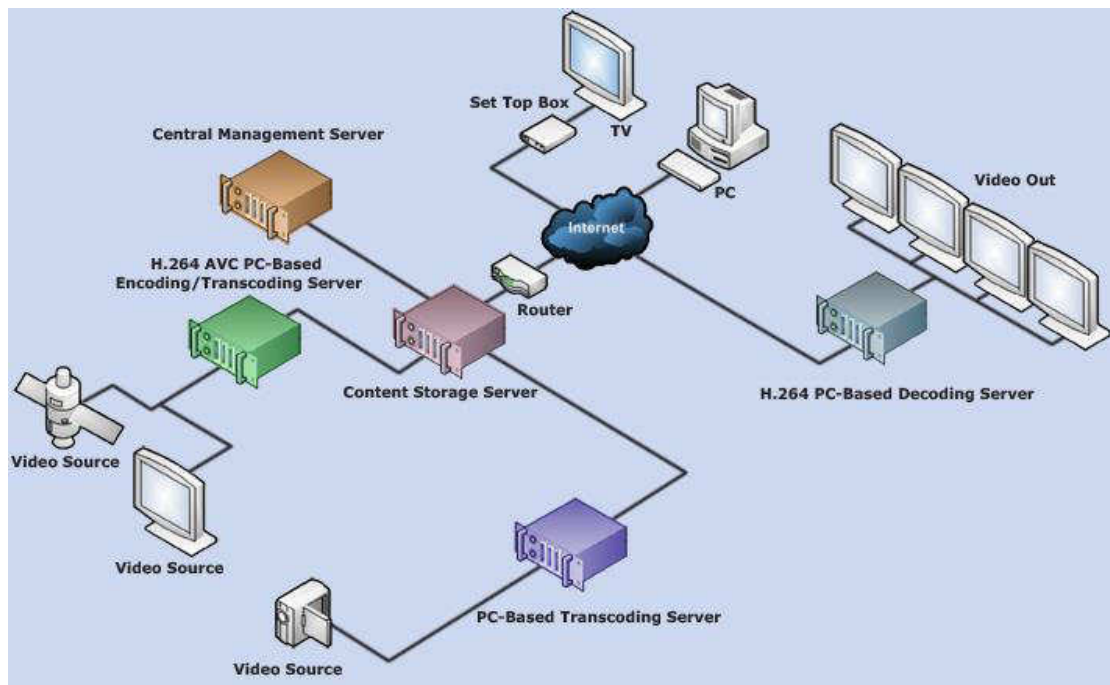 Set Top Box
TV
Central Management Server
PC
Video Out
Internet
H.264 AVC PC-Based
Encoding/Transcoding Server
Router
Content Storage Server
H.264 PC-Based Decoding Server
Video Source
Video Source
PC-Based Transcoding Server
Video Source